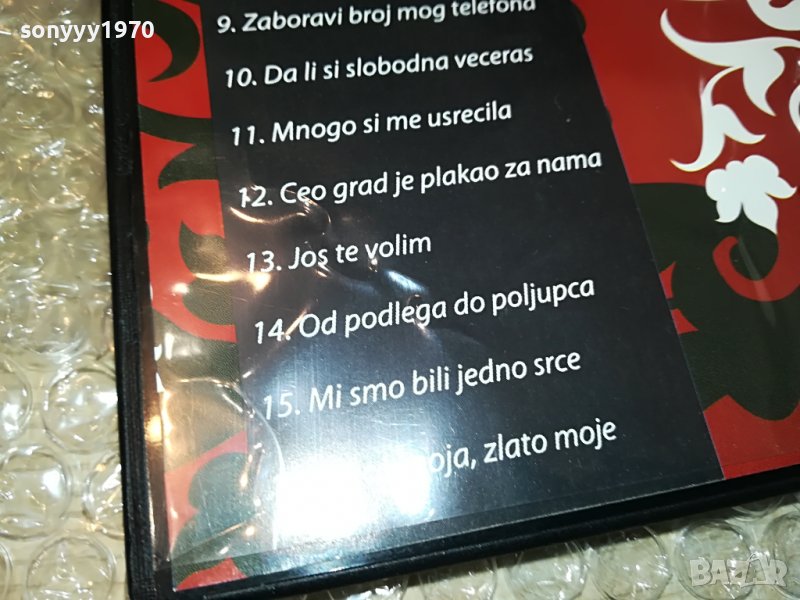 sonyyy1970
9. Zaboravi broj mog telefona
10. Da li si slobodna veceras
11. Mnogo si me usrecila
12. Ceo grad je plakao za nama
13. Jos te volim
14. Od podlega do poljupca
15. Mi smo bili jedno srce
zlato moje
BAZAR